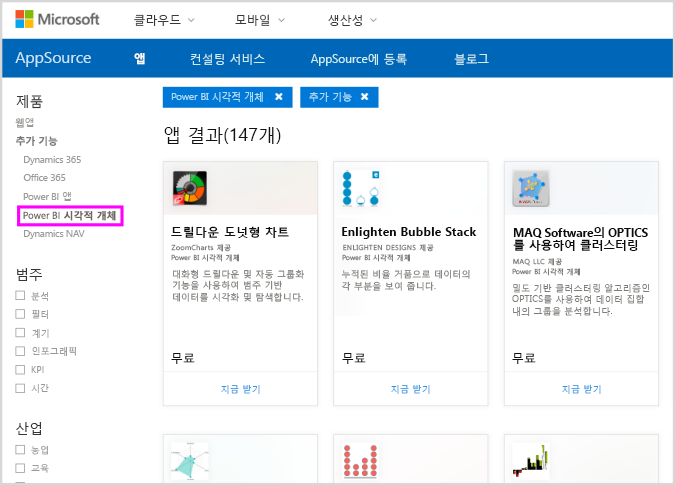 Microsoft 클라우드 모바일 생산성
AppSource 앱 컨설팅 서비스 AppSource에 등록 블로그
제품
웹앱
추가 기능
Dynamics 365
Office 365
Power BI 앱
Power BI 시각적 개체
Dynamics NAV
범주
분석
필터
계기
인포그래픽
KPI
시간
산업
농업
교육
Power BI 시각적 개체 ✖ 추가 기능 ✖
앱 결과(147개)
드릴다운 도넛형 차트
ZoomCharts 제공
Power BI 시각적 개체
대화형 드릴다운 및 자동 그룹화
기능을 사용하여 범주 기반
데이터를 시각화 및 탐색합니다.
무료
지금 받기
Enlighten Bubble Stack
ENLIGHTEN DESIGNS 제공
Power BI 시각적 개체
누적된 비율 거품으로 데이터의
각 부분을 보여 줍니다.
무료
지금 받기
MAQ Software의 OPTICS
를 사용하여 클러스터링
MAQ LLC 제공
Power BI 시각적 개체
밀도 기반 클러스터링 알고리즘인
OPTICS를 사용하여 데이터 집합
내의 그룹을 분석합니다.
무료
지금 받기